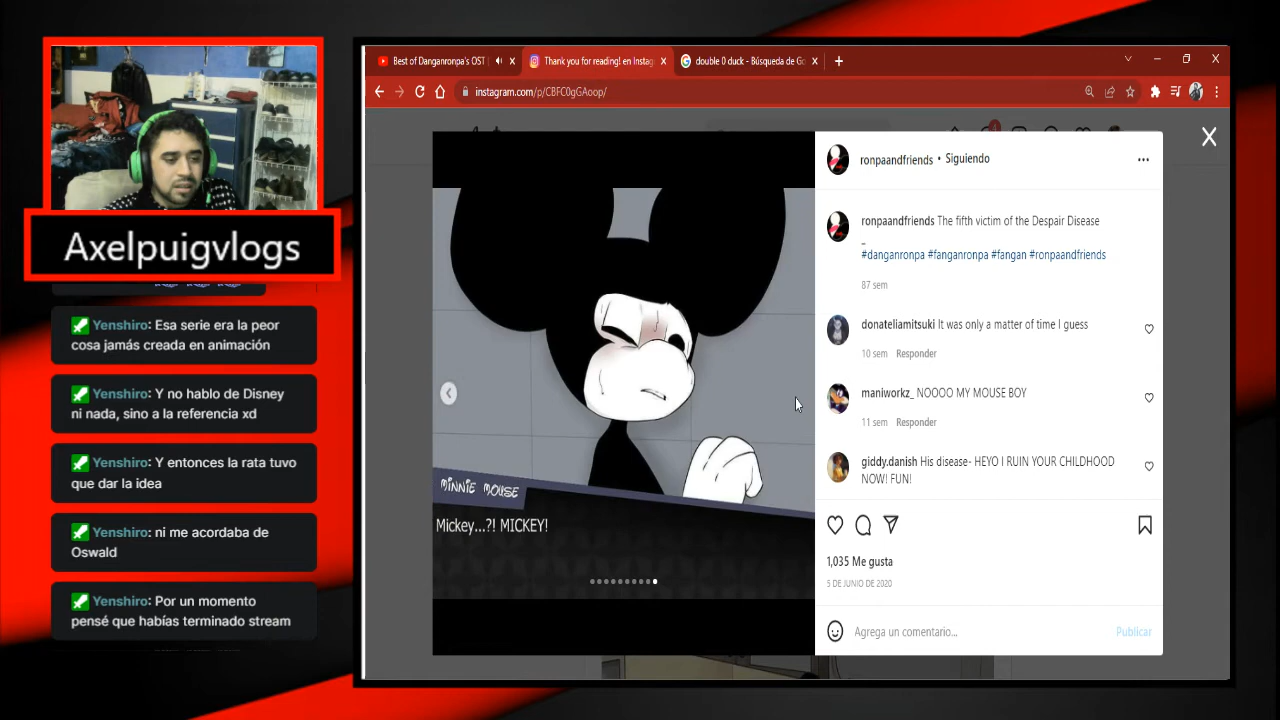 Axelpuigvlogs
Yenshiro: Esa serie era la peor
cosa jamás creada en animación
Yenshiro: Y no hablo de Disney
ni nada, sino a la referencia xd
Yenshiro: Y entonces la rata tuvo
que dar la idea
Yenshiro: ni me acordaba de
Oswald
Yenshiro: Por un momento
pensé que habías terminado stream
Best of Danganronpa's OST
Thank you for reading! en Instag
double 0 duck - Búsqueda de Go
instagram.com/p/CBFC0gGAoop/
MINNIE MOUSE
Mickey...?! MICKEY!
ronpaandfriends • Siguiendo
ronpaandfriends The fifth victim of the Despair Disease
_
#danganronpa #fanganronpa #fangan #ronpaandfriends
87 sem
donateliamitsuki It was only a matter of time I guess
10 sem Responder
maniworkz_ NOOOO MY MOUSE BOY
11 sem Responder
giddy.danish His disease- HEYO I RUIN YOUR CHILDHOOD
NOW! FUN!
1,035 Me gusta
5 DE JUNIO DE 2020
Agrega un comentario...
Publicar